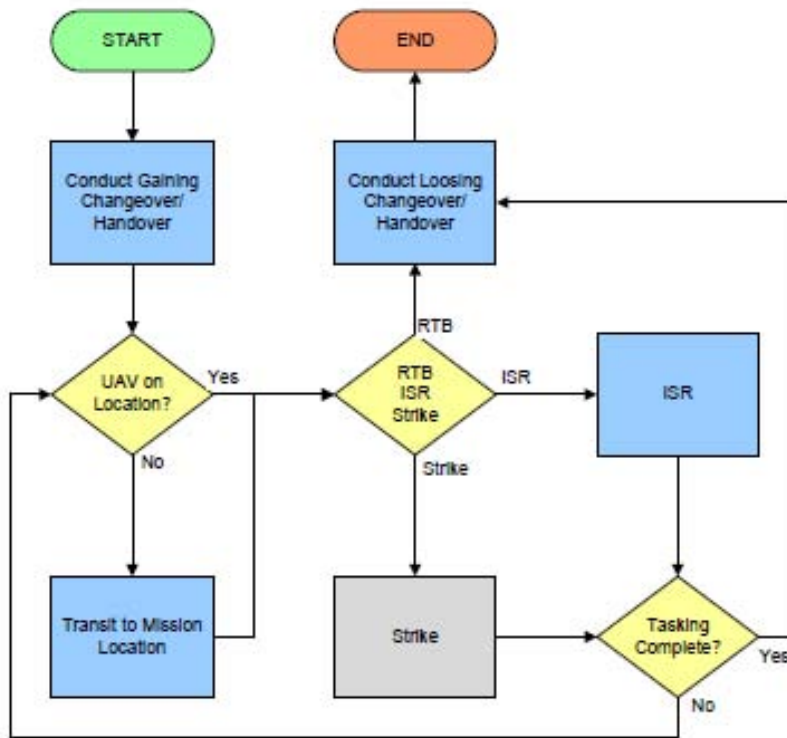 START
END
Conduct Gaining
Changeover/
Handover
Conduct Loosing
Changeover/
Handover
RTB
UAV on
Location?
Yes
RTB
ISR
Strike
ISR
ISR
No
Strike
Transit to Mission
Location
Strike
Tasking
Complete?
Yes
No